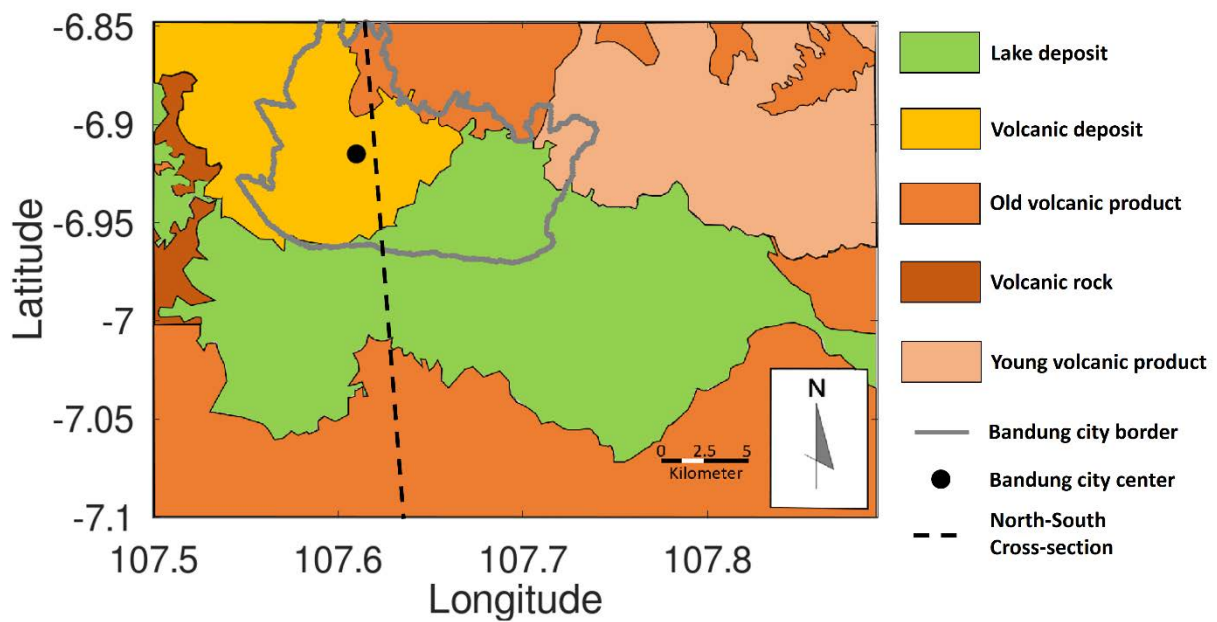 -6.85
-6.9
-6.95
-7
-7.05
-7.1
Latitude
107.5
107.6
107.7
107.8
Longitude
N
0 2.5 5
Kilometer
Lake deposit
Volcanic deposit
Old volcanic product
Volcanic rock
Young volcanic product
Bandung city border
Bandung city center
North-South
Cross-section